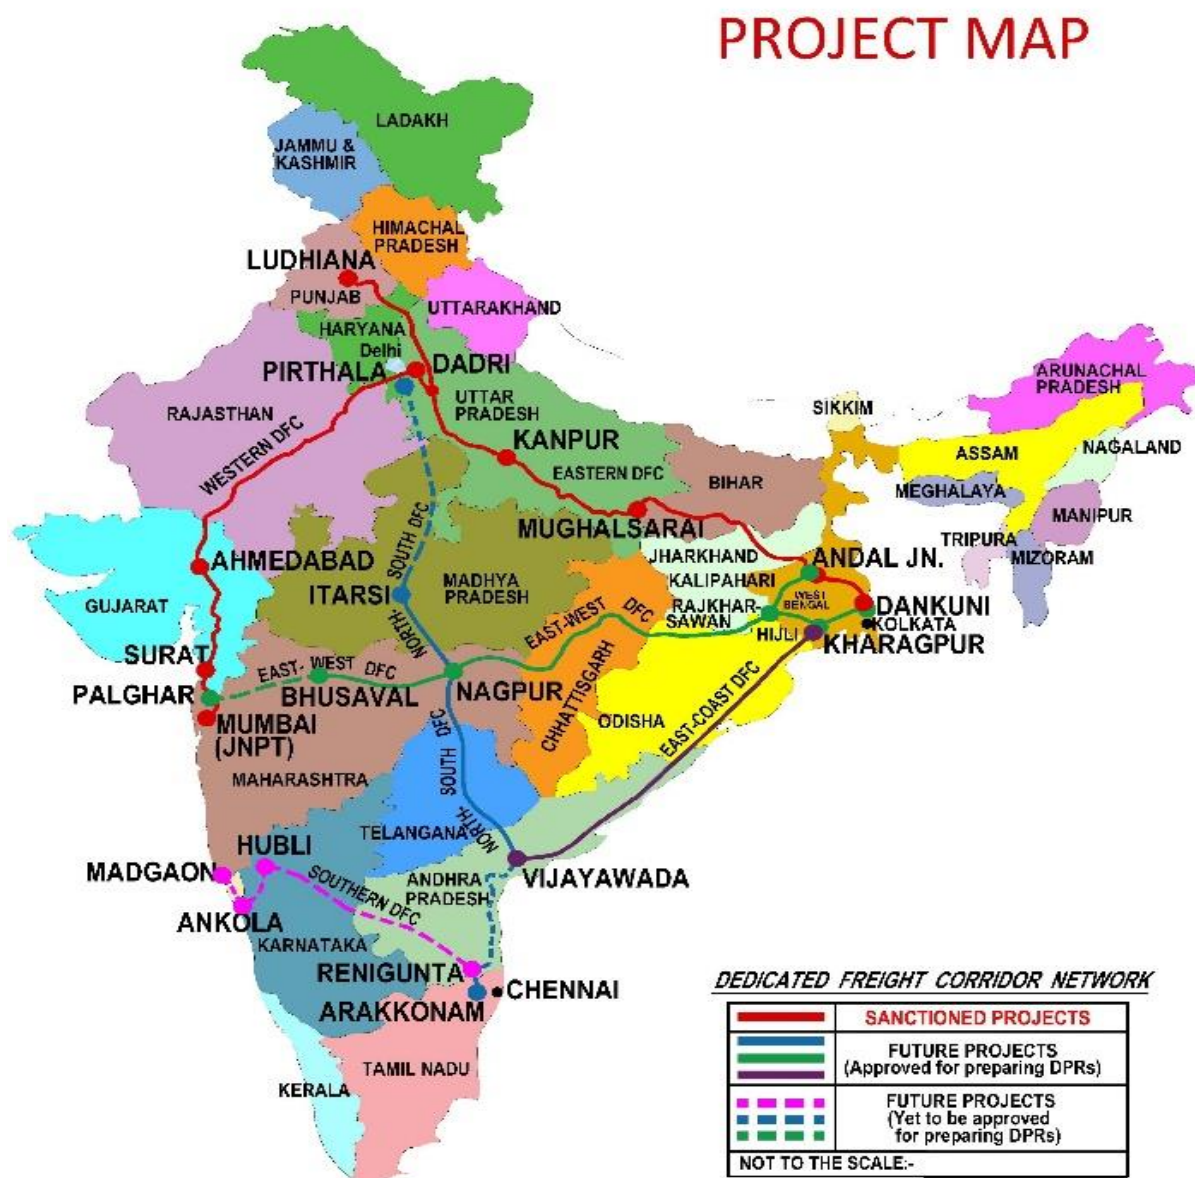 PROJECT MAP
LADAKH
JAMMU &
KASHMIR
HIMACHAL
PRADESH
LUDHIANA
PUNJAB
UTTARAKHAND
HARYANA
Delhi
DADRI
PIRTHALA
UTTAR
PRADESH
RAJASTHAN
WESTERN DFC
KANPUR
EASTERN DFC
BIHAR
SIKKIM
ARUNACHAL
PRADESH
ASSAM
NAGALAND
MEGHALAYA
MANIPUR
TRIPURA
MIZORAM
MUGHALSARAI
JHARKHAND
ANDAL JN.
KALIPAHARI
AHMEDABAD
GUJARAT
ITARSI
NORTH-
SOUTH DFC
MADHYA
PRADESH
EAST-WEST DFC
RAJKHAR-
SAWAN
WEST
BENGAL
DANKUNI
KOLKATA
HIJLI
KHARAGPUR
SURAT
EAST- WEST DFC
PALGHAR
BHUSAVAL
NAGPUR
MUMBAI
(JNPT)
CHHATTISGARH
ODISHA
EAST-COAST DFC
MAHARASHTRA
NORTH-
SOUTH DFC
TELANGANA
HUBLI
MADGAON
SOUTHERN DFC
ANDHRA
PRADESH
VIJAYAWADA
ANKOLA
KARNATAKA
RENIGUNTA
CHENNAI
ARAKKONAM
TAMIL NADU
KERALA
DEDICATED FREIGHT CORRIDOR NETWORK
SANCTIONED PROJECTS
FUTURE PROJECTS
(Approved for preparing DPRs)
FUTURE PROJECTS
(Yet to be approved
for preparing DPRs)
NOT TO THE SCALE:-